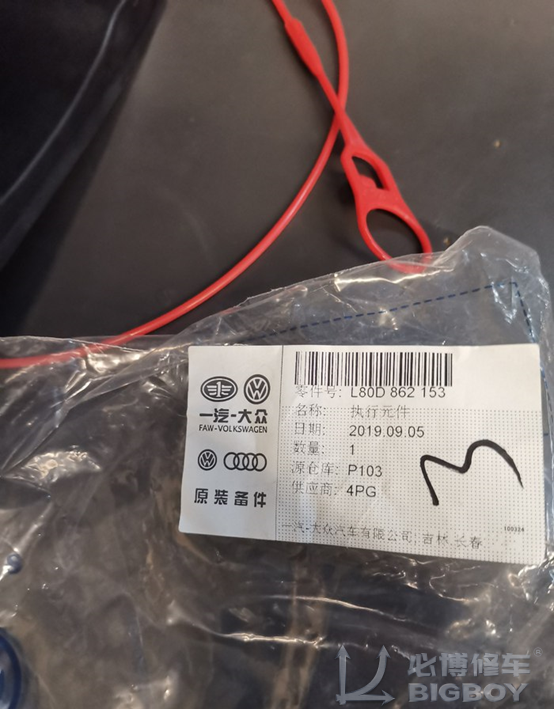 零件号: L80D 862 153
一汽-大众
FAW-VOLKSWAGEN
名称: 执行元件
日期: 2019.09.05
数量: 1
源仓库: P103
供应商: 4PG
原装备件
3
一汽-大众汽车有限公司; 吉林.长春
100334
必博修车®
BIGBOY